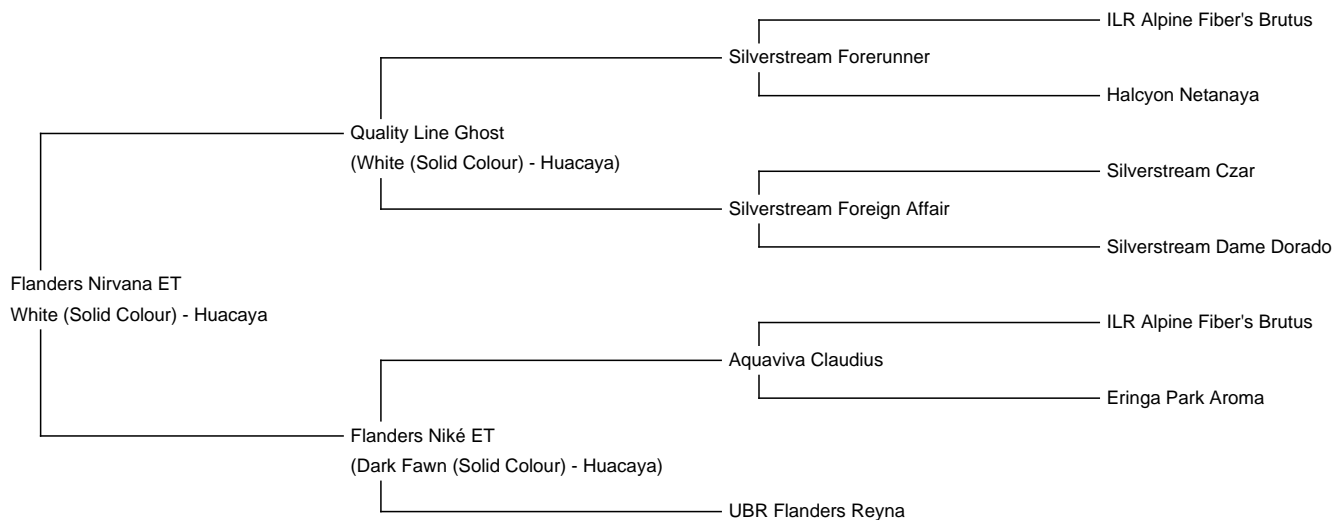 ILR Alpine Fiber's Brutus
Silverstream Forerunner
Halcyon Netanaya
Quality Line Ghost
(White (Solid Colour) - Huacaya)
Silverstream Czar
Silverstream Foreign Affair
Silverstream Dame Dorado
Flanders Nirvana ET
White (Solid Colour) - Huacaya
ILR Alpine Fiber's Brutus
Aquaviva Claudius
Eringa Park Aroma
Flanders Niké ET
(Dark Fawn (Solid Colour) - Huacaya)
UBR Flanders Reyna